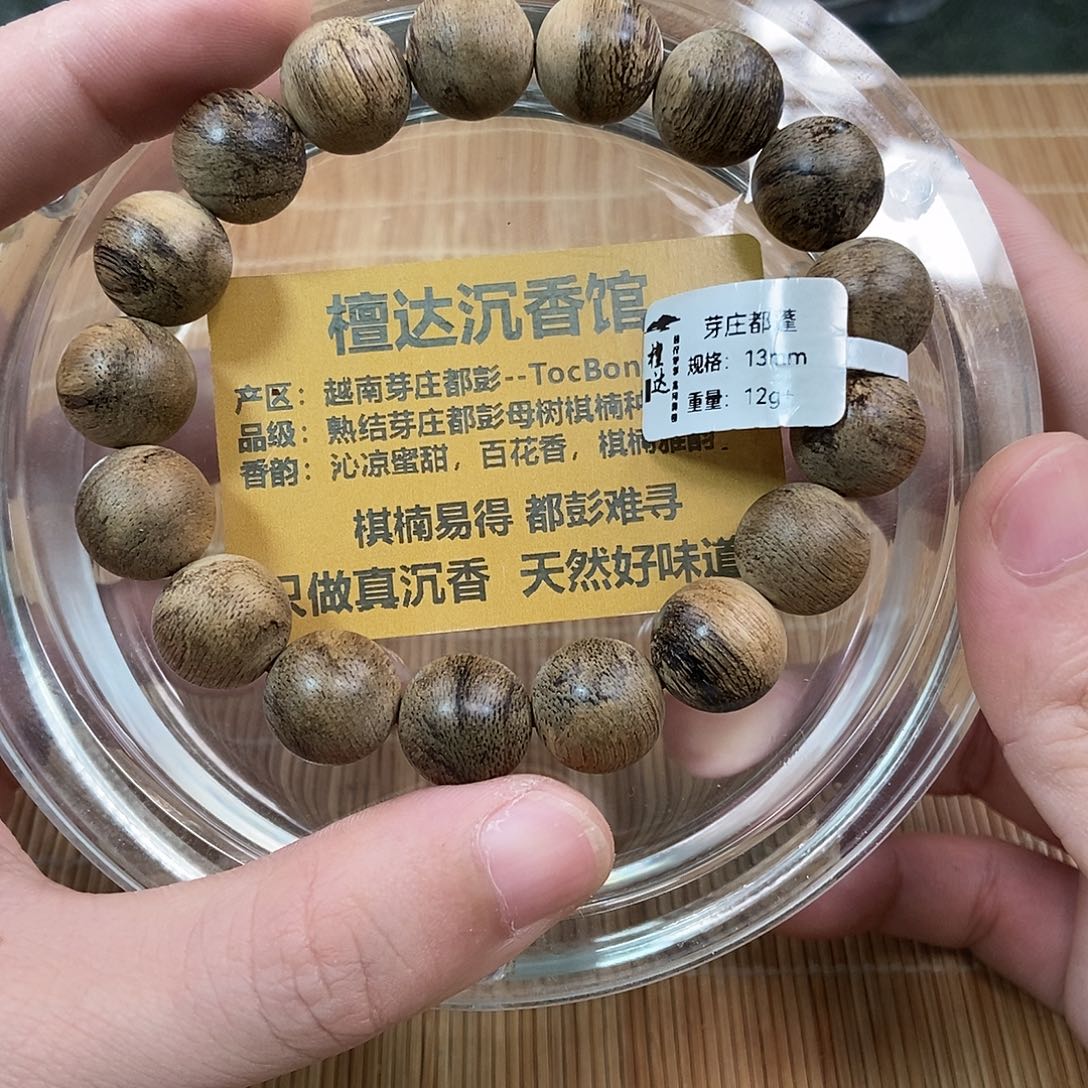 檀达沉香馆
产区：越南芽庄都彭--TocBon
品级：熟结芽庄都彭母树棋楠种
香韵：沁凉蜜甜，百花香，棋楠雅韵
棋楠易得 都彭难寻
只做真沉香 天然好味道
檀达
芽庄都蓬
规格：13mm
重量：12g+